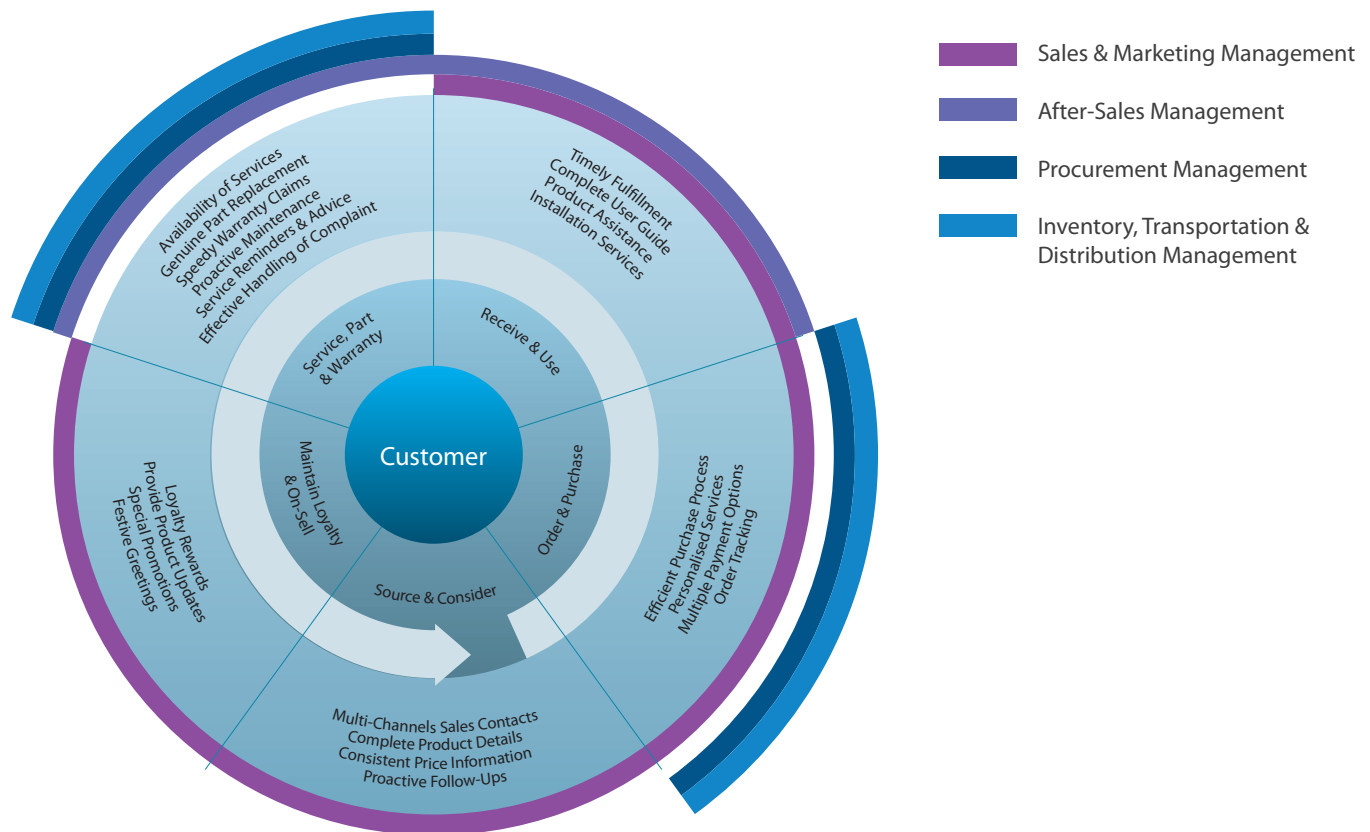 Sales & Marketing Management
After-Sales Management
Procurement Management
Inventory, Transportation &
Distribution Management
Customer
Service, Part
& Warranty
Receive & Use
Order & Purchase
Source & Consider
Maintain Loyalty
& On-Sell
Availability of Services
Genuine Part Replacement
Speedy Warranty Claims
Proactive Maintenance
Service Reminders & Advice
Effective Handling of Complaint
Timely Fulfillment
Complete User Guide
Product Assistance
Installation Services
Efficient Purchase Process
Personalised Services
Multiple Payment Options
Order Tracking
Multi-Channels Sales Contacts
Complete Product Details
Consistent Price Information
Proactive Follow-Ups
Loyalty Rewards
Provide Product Updates
Special Promotions
Festive Greetings